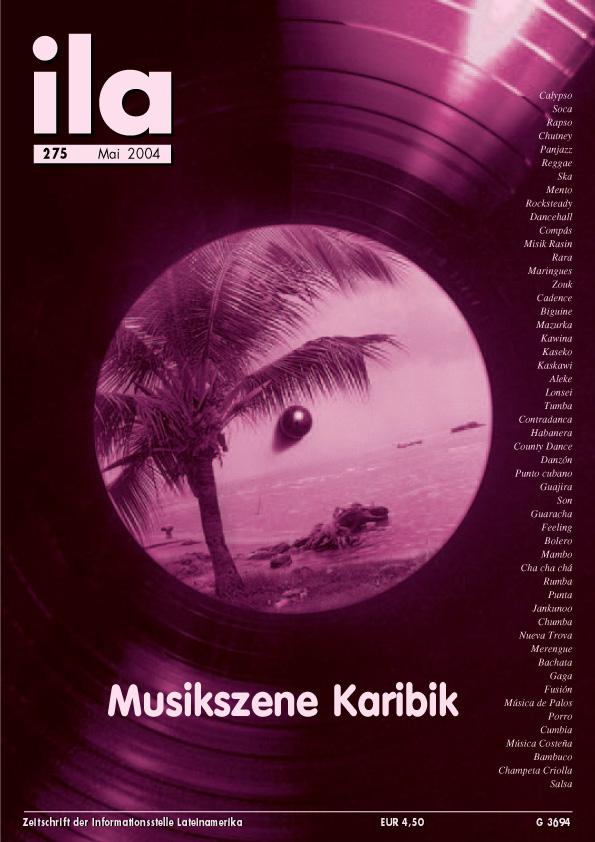 ila
275 Mai 2004
Calypso
Soca
Rapso
Chutney
Panjazz
Reggae
Ska
Mento
Rocksteady
Dancehall
Compás
Misik Rasin
Rara
Maringues
Zouk
Cadence
Biguine
Mazurka
Kawina
Kaseko
Kaskawi
Aleke
Lonsei
Tumba
Contradanca
Habanera
County Dance
Danzón
Punto cubano
Guajira
Son
Guaracha
Feeling
Bolero
Mambo
Cha cha chá
Rumba
Punta
Jankunoo
Chumba
Nueva Trova
Merengue
Bachata
Gaga
Fusión
Música de Palos
Porro
Cumbia
Música Costeña
Bambuco
Champeta Criolla
Salsa
Musikszene Karibik
Zeitschrift der Informationsstelle Lateinamerika EUR 4,50 G 3694